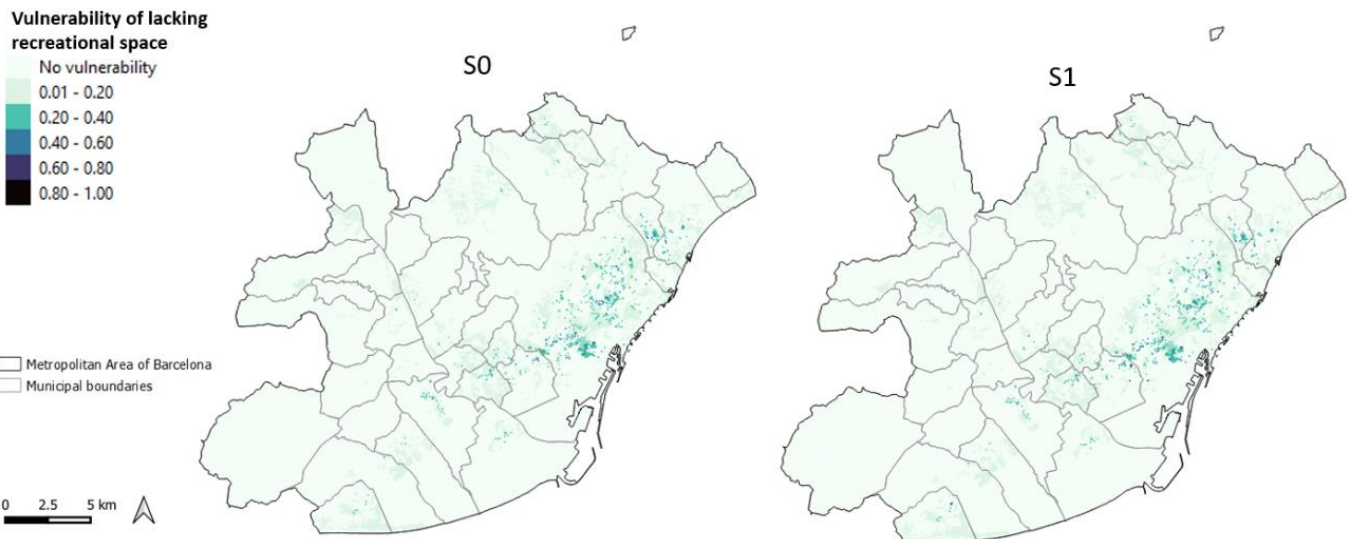 Vulnerability of lacking
recreational space
No vulnerability
0.01 - 0.20
0.20 - 0.40
0.40 - 0.60
0.60 - 0.80
0.80 - 1.00
S0
S1
Metropolitan Area of Barcelona
Municipal boundaries
0 2.5 5 km